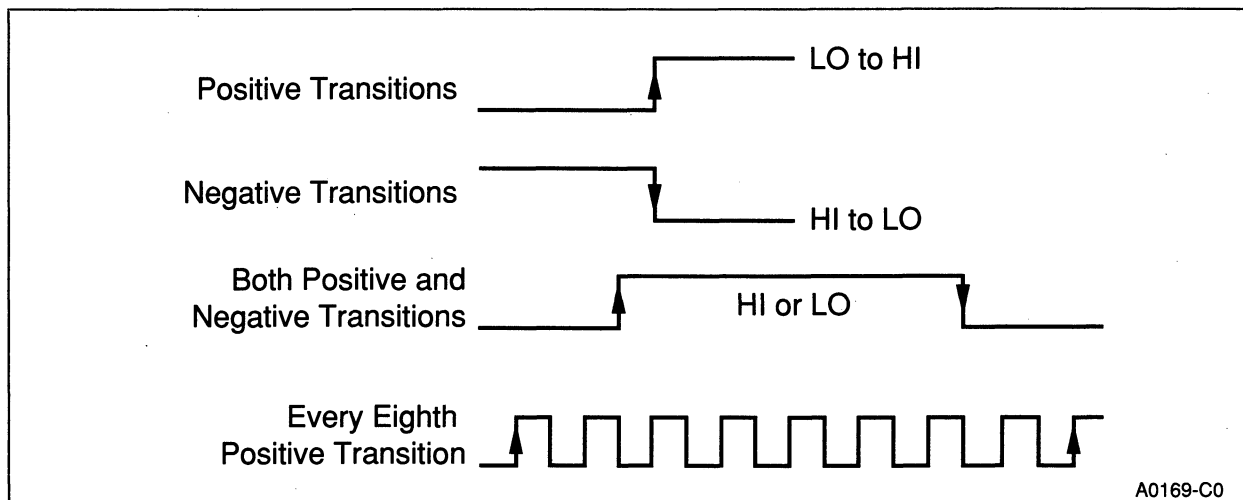 Positive Transitions
LO to HI
Negative Transitions
HI to LO
Both Positive and
Negative Transitions
HI or LO
Every Eighth
Positive Transition
A0169-C0